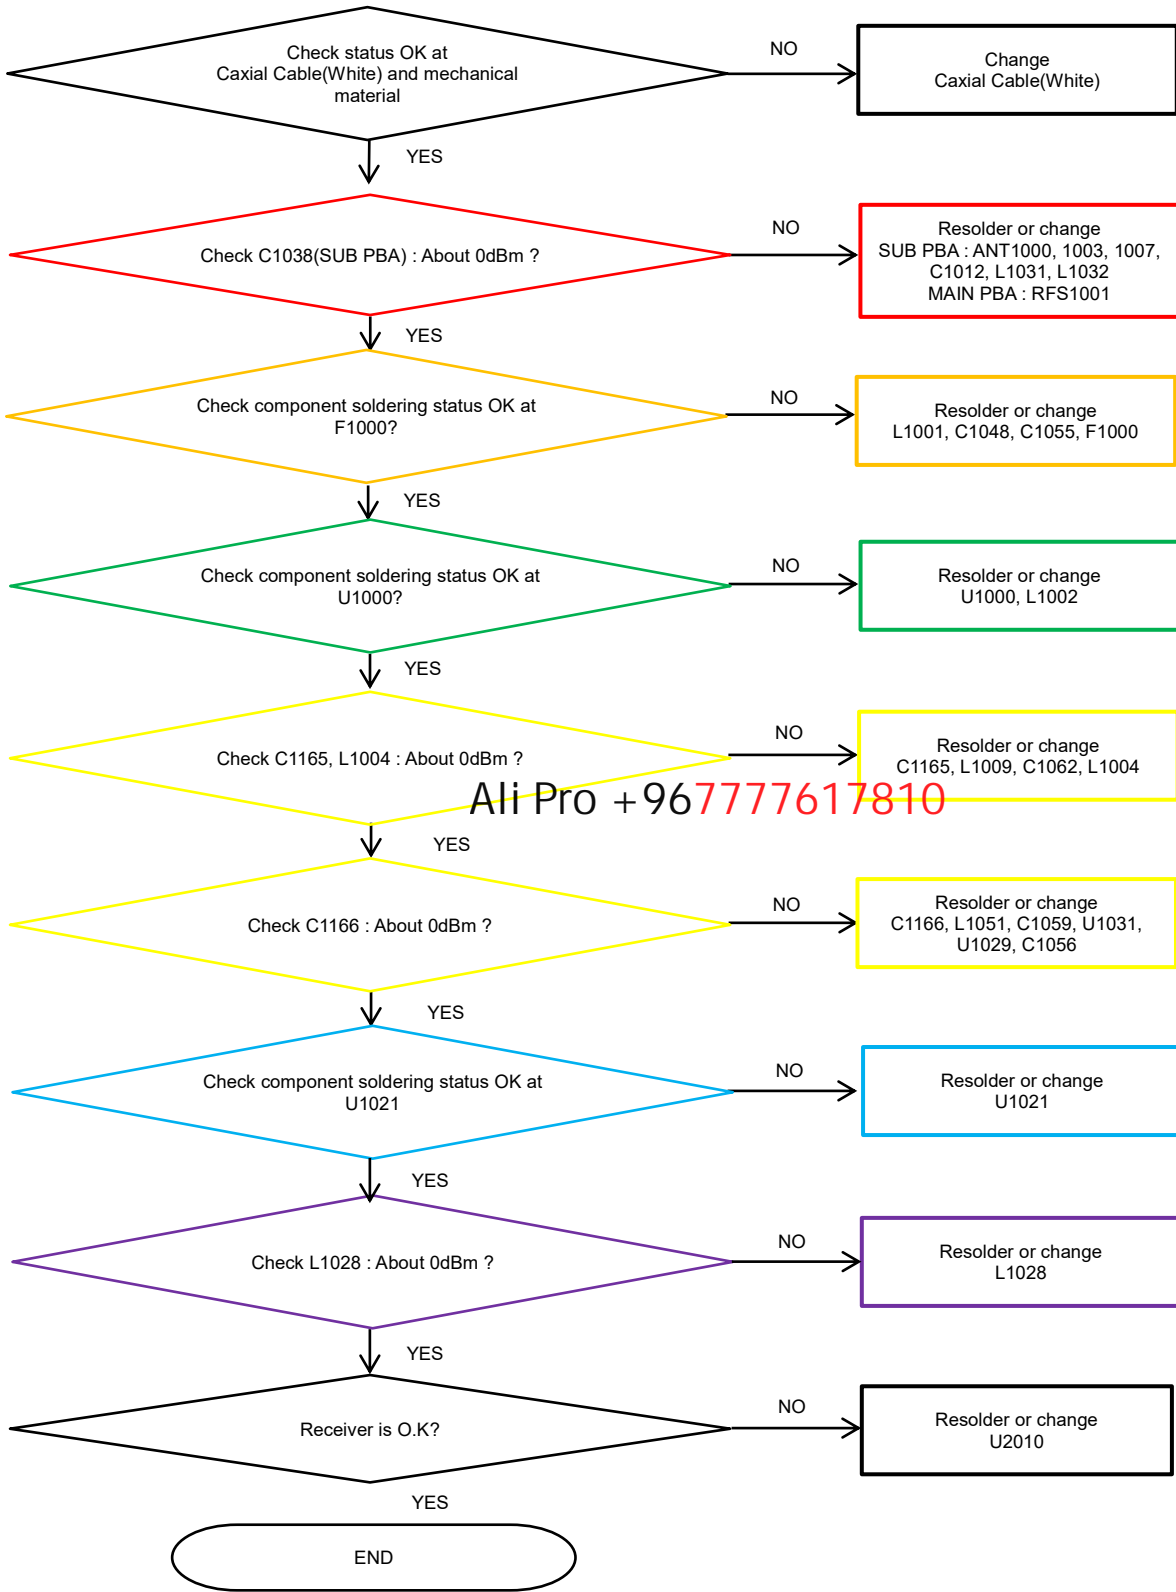 Check status OK at
Caxial Cable(White) and mechanical
material
NO
Change
Caxial Cable(White)
YES
Check C1038(SUB PBA) : About 0dBm ?
NO
Resolder or change
SUB PBA : ANT1000, 1003, 1007,
C1012, L1031, L1032
MAIN PBA : RFS1001
YES
Check component soldering status OK at
F1000?
NO
Resolder or change
L1001, C1048, C1055, F1000
YES
Check component soldering status OK at
U1000?
NO
Resolder or change
U1000, L1002
YES
Check C1165, L1004 : About 0dBm ?
NO
Resolder or change
C1165, L1009, C1062, L1004
Ali Pro +967777617810
YES
Check C1166 : About 0dBm ?
NO
Resolder or change
C1166, L1051, C1059, U1031,
U1029, C1056
YES
Check component soldering status OK at
U1021
NO
Resolder or change
U1021
YES
Check L1028 : About 0dBm ?
NO
Resolder or change
L1028
YES
Receiver is O.K?
NO
Resolder or change
U2010
YES
END